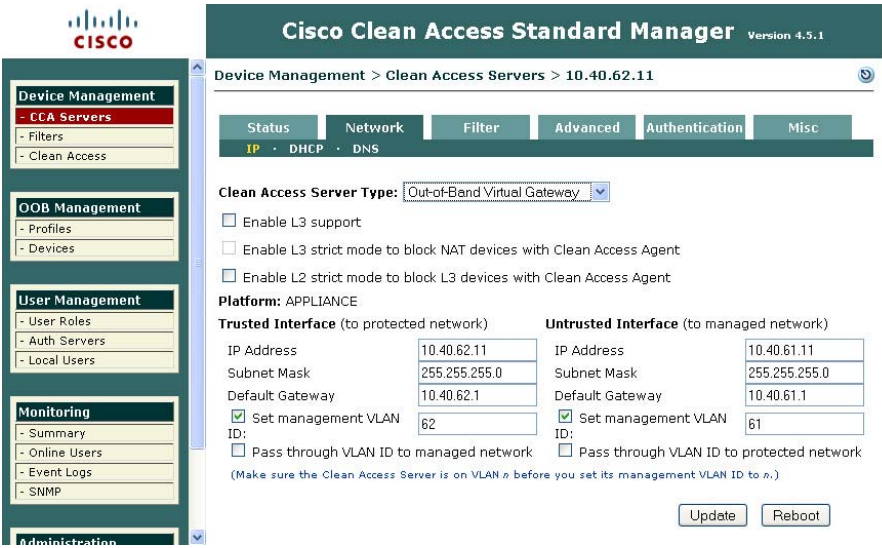 CISCO
Cisco Clean Access Standard Manager Version 4.5.1
Device Management > Clean Access Servers > 10.40.62.11
Device Management
- CCA Servers
- Filters
- Clean Access
OOB Management
- Profiles
- Devices
User Management
- User Roles
- Auth Servers
- Local Users
Monitoring
- Summary
- Online Users
- Event Logs
- SNMP
Administration
Status Network Filter Advanced Authentication Misc
IP · DHCP · DNS
Clean Access Server Type: Out-of-Band Virtual Gateway
Enable L3 support
Enable L3 strict mode to block NAT devices with Clean Access Agent
Enable L2 strict mode to block L3 devices with Clean Access Agent
Platform: APPLIANCE
Trusted Interface (to protected network)
IP Address 10.40.62.11
Subnet Mask 255.255.255.0
Default Gateway 10.40.62.1
Set management VLAN ID: 62
Pass through VLAN ID to managed network
Untrusted Interface (to managed network)
IP Address 10.40.61.11
Subnet Mask 255.255.255.0
Default Gateway 10.40.61.1
Set management VLAN ID: 61
Pass through VLAN ID to protected network
(Make sure the Clean Access Server is on VLAN n before you set its management VLAN ID to n.)
Update Reboot